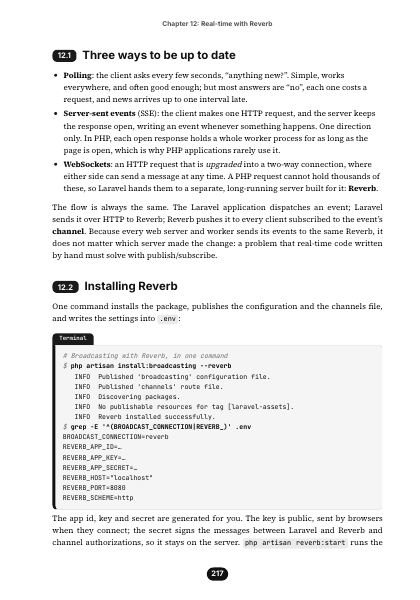 Chapter 12: Real-time with Reverb
12.1 Three ways to be up to date
• Polling: the client asks every few seconds, “anything new?”. Simple, works
everywhere, and often good enough; but most answers are “no”, each one costs a
request, and news arrives up to one interval late.
• Server-sent events (SSE): the client makes one HTTP request, and the server keeps
the response open, writing an event whenever something happens. One direction
only. In PHP, each open response holds a whole worker process for as long as the
page is open, which is why PHP applications rarely use it.
• WebSockets: an HTTP request that is upgraded into a two-way connection, where
either side can send a message at any time. A PHP request cannot hold thousands of
these, so Laravel hands them to a separate, long-running server built for it: Reverb.
The flow is always the same. The Laravel application dispatches an event; Laravel
sends it over HTTP to Reverb; Reverb pushes it to every client subscribed to the event's
channel. Because every web server and worker sends its events to the same Reverb, it
does not matter which server made the change: a problem that real-time code written
by hand must solve with publish/subscribe.
12.2 Installing Reverb
One command installs the package, publishes the configuration and the channels file,
and writes the settings into .env:
Terminal
# Broadcasting with Reverb, in one command
$ php artisan install:broadcasting --reverb
INFO Published 'broadcasting' configuration file.
INFO Published 'channels' route file.
INFO Discovering packages.
INFO No publishable resources for tag [laravel-assets].
INFO Reverb installed successfully.
$ grep -E '^(BROADCAST_CONNECTION|REVERB_)' .env
BROADCAST_CONNECTION=reverb
REVERB_APP_ID=…
REVERB_APP_KEY=…
REVERB_APP_SECRET=…
REVERB_HOST="localhost"
REVERB_PORT=8080
REVERB_SCHEME=http
The app id, key and secret are generated for you. The key is public, sent by browsers
when they connect; the secret signs the messages between Laravel and Reverb and
channel authorizations, so it stays on the server. php artisan reverb:start runs the
217